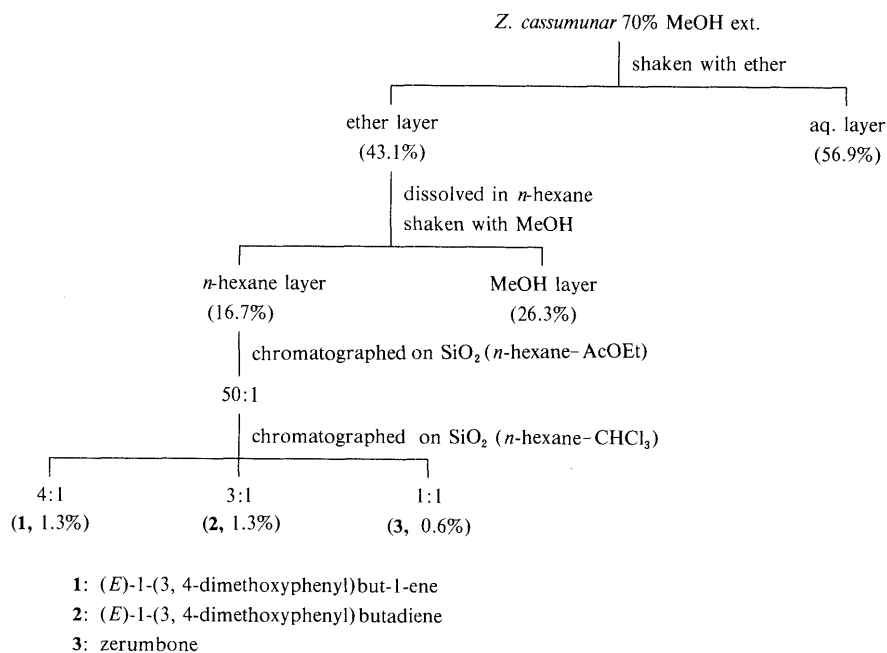 Z. cassumunar 70% MeOH ext.
shaken with ether
ether layer
(43.1%)
aq. layer
(56.9%)
dissolved in n-hexane
shaken with MeOH
n-hexane layer
(16.7%)
MeOH layer
(26.3%)
chromatographed on SiO₂ (n-hexane-AcOEt)
50:1
chromatographed on SiO₂ (n-hexane-CHCl₃)
4:1
(1, 1.3%)
3:1
(2, 1.3%)
1:1
(3, 0.6%)
1: (E)-1-(3, 4-dimethoxyphenyl)but-1-ene
2: (E)-1-(3, 4-dimethoxyphenyl)butadiene
3: zerumbone